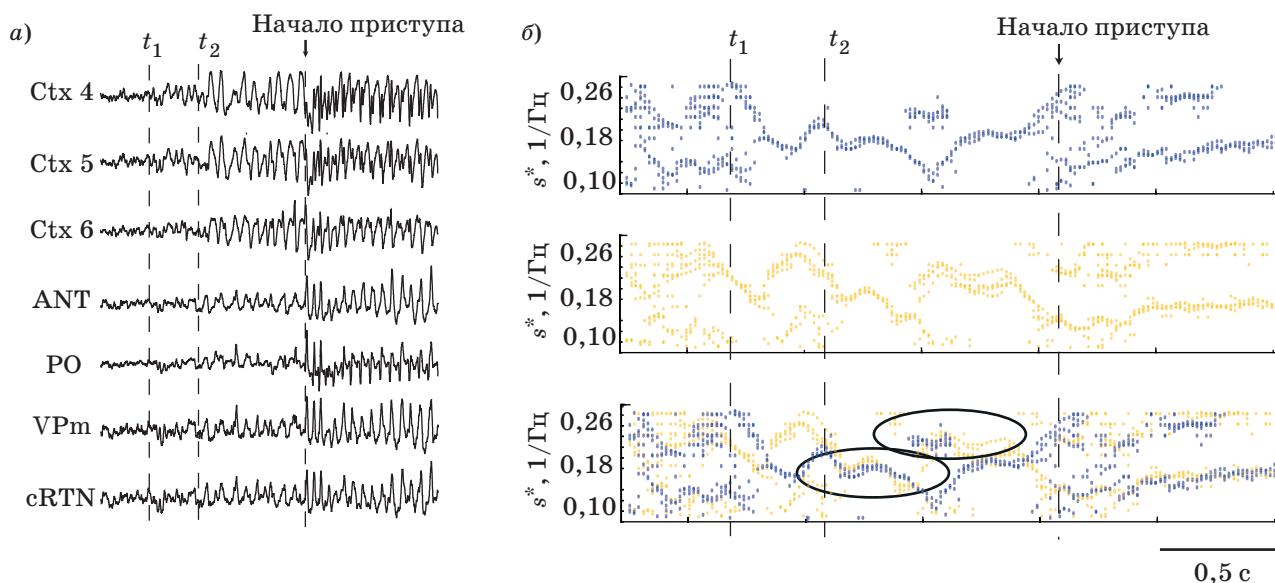 а)
Начало приступа
t₁ t₂
Ctx 4
Ctx 5
Ctx 6
ANT
PO
VPm
cRTN
б)
Начало приступа
t₁ t₂
s*, 1/Гц
0,26
0,18
0,10
s*, 1/Гц
0,26
0,18
0,10
s*, 1/Гц
0,26
0,18
0,10
0,5 с